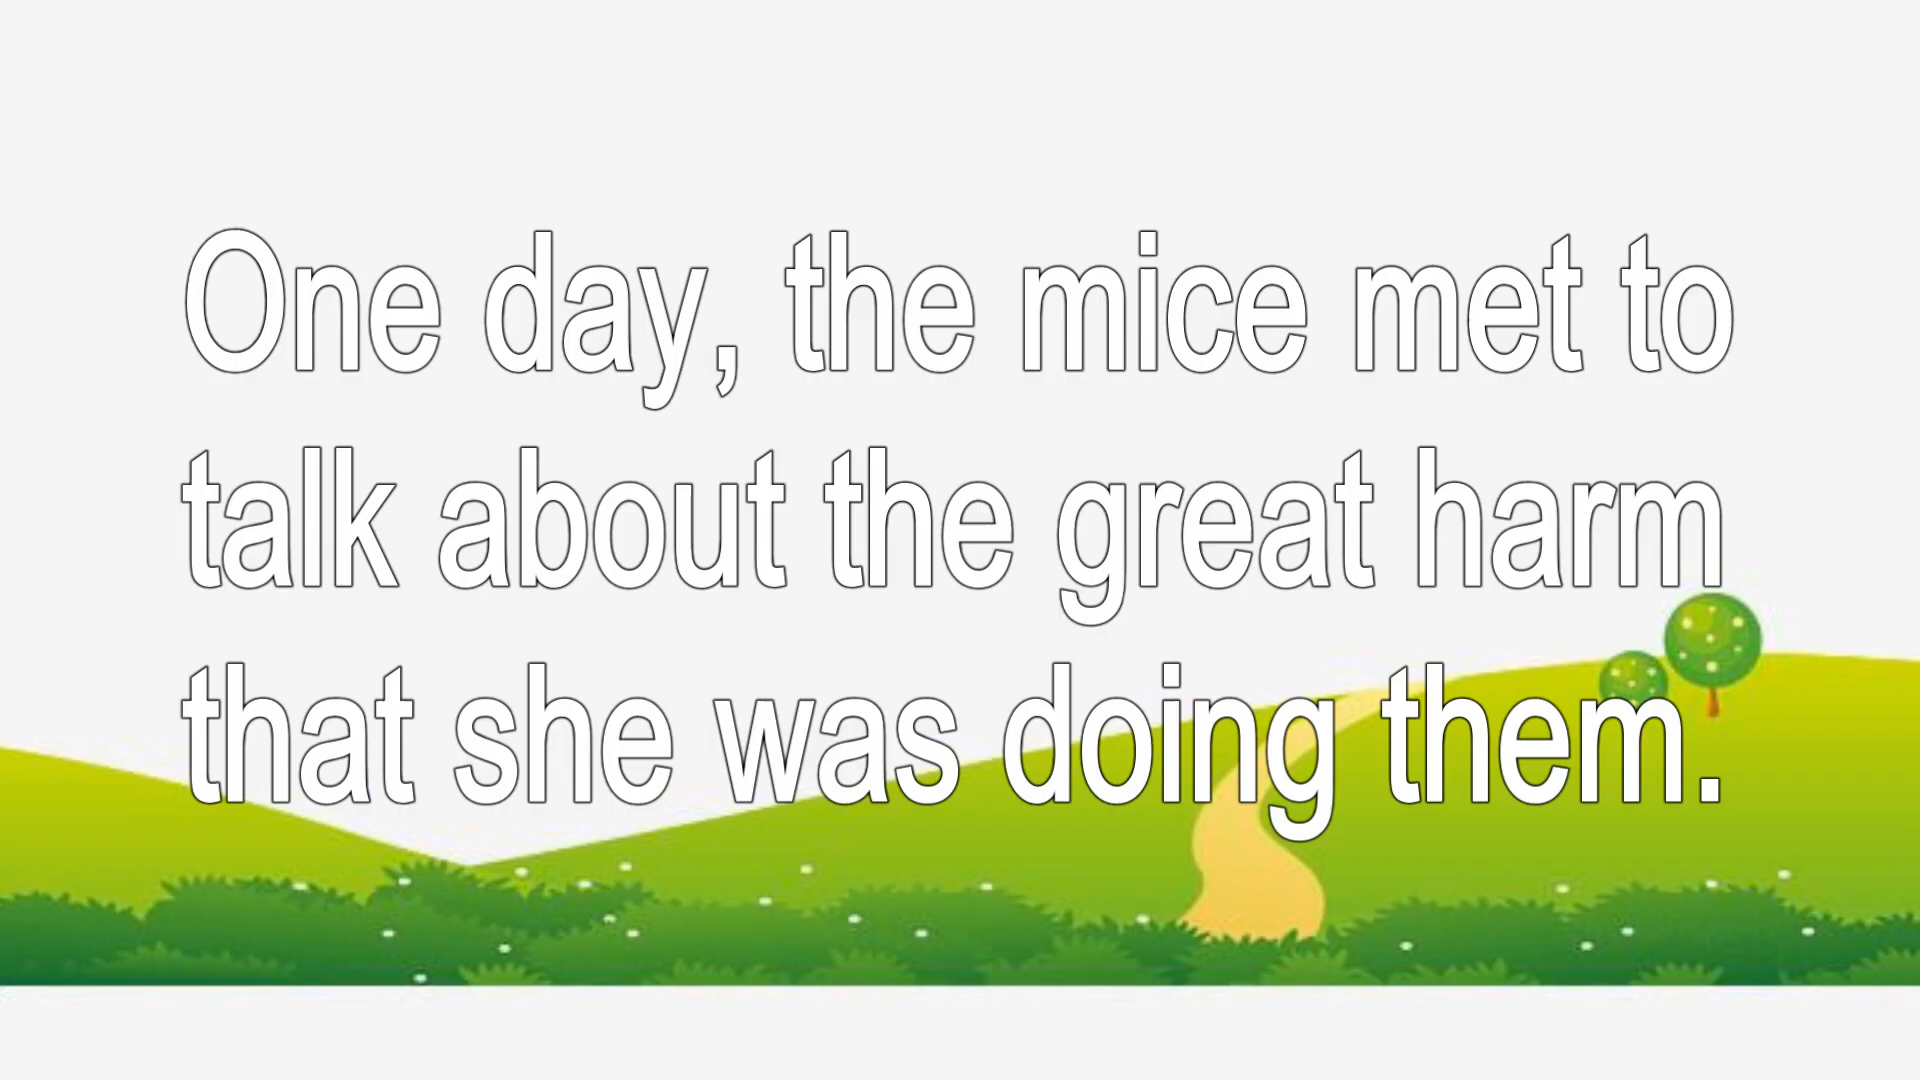 One day, the mice met to
talk about the great harm
that she was doing them.